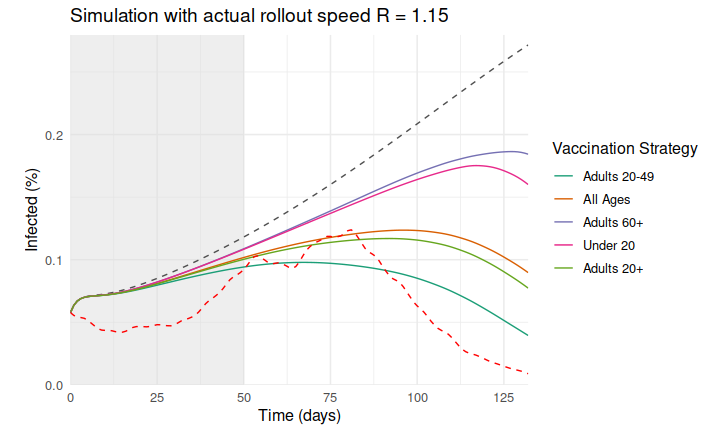 Simulation with actual rollout speed R = 1.15
Infected (%)
0.2
0.1
0.0
0 25 50 75 100 125
Time (days)
Vaccination Strategy
Adults 20-49
All Ages
Adults 60+
Under 20
Adults 20+